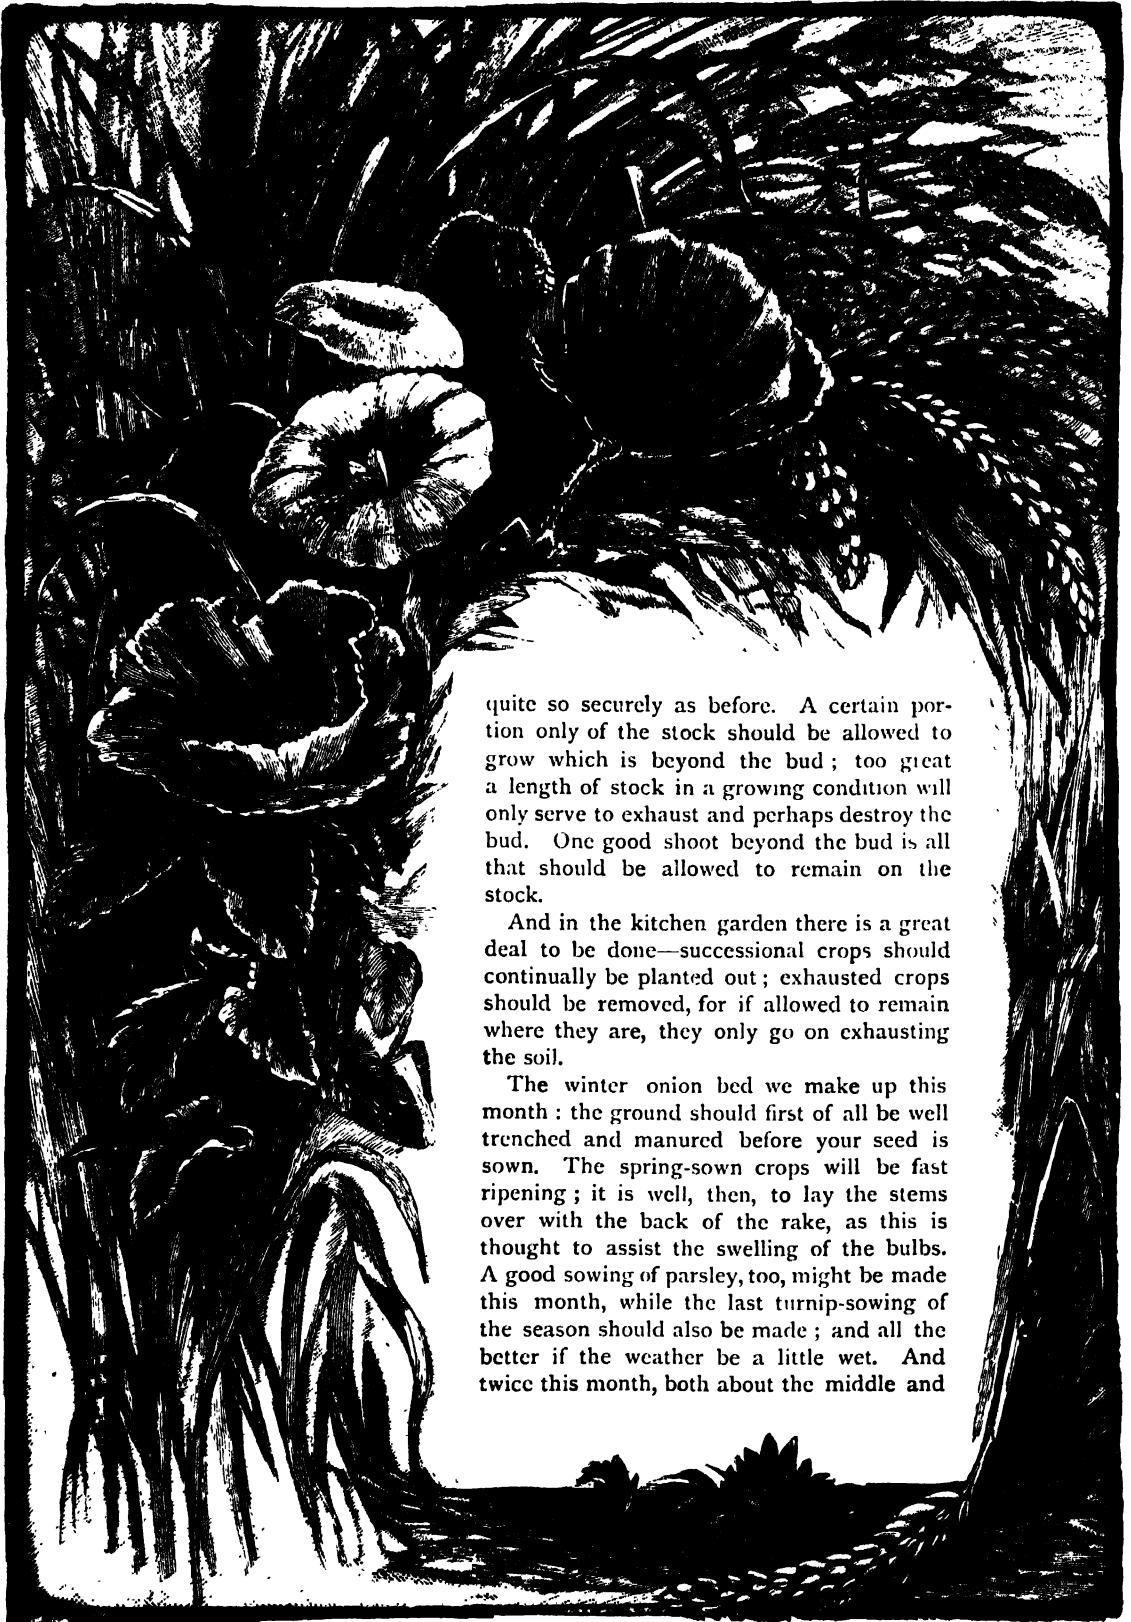 quite so securely as before. A certain por-
tion only of the stock should be allowed to
grow which is beyond the bud ; too great
a length of stock in a growing condition will
only serve to exhaust and perhaps destroy the
bud. One good shoot beyond the bud is all
that should be allowed to remain on the
stock.
And in the kitchen garden there is a great
deal to be done—successional crops should
continually be planted out ; exhausted crops
should be removed, for if allowed to remain
where they are, they only go on exhausting
the soil.
The winter onion bed we make up this
month : the ground should first of all be well
trenched and manured before your seed is
sown. The spring-sown crops will be fast
ripening ; it is well, then, to lay the stems
over with the back of the rake, as this is
thought to assist the swelling of the bulbs.
A good sowing of parsley, too, might be made
this month, while the last turnip-sowing of
the season should also be made ; and all the
better if the weather be a little wet. And
twice this month, both about the middle and